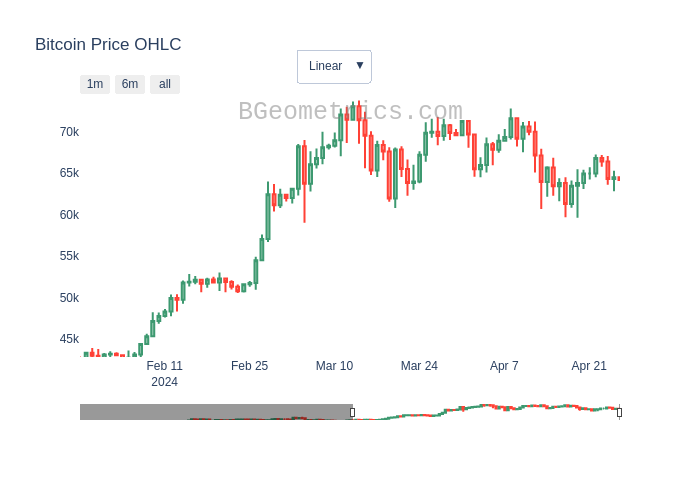 Bitcoin Price OHLC
Linear ▼
1m 6m all
BGeometrics.com
70k
65k
60k
55k
50k
45k
Feb 11 Feb 25 Mar 10 Mar 24 Apr 7 Apr 21
2024